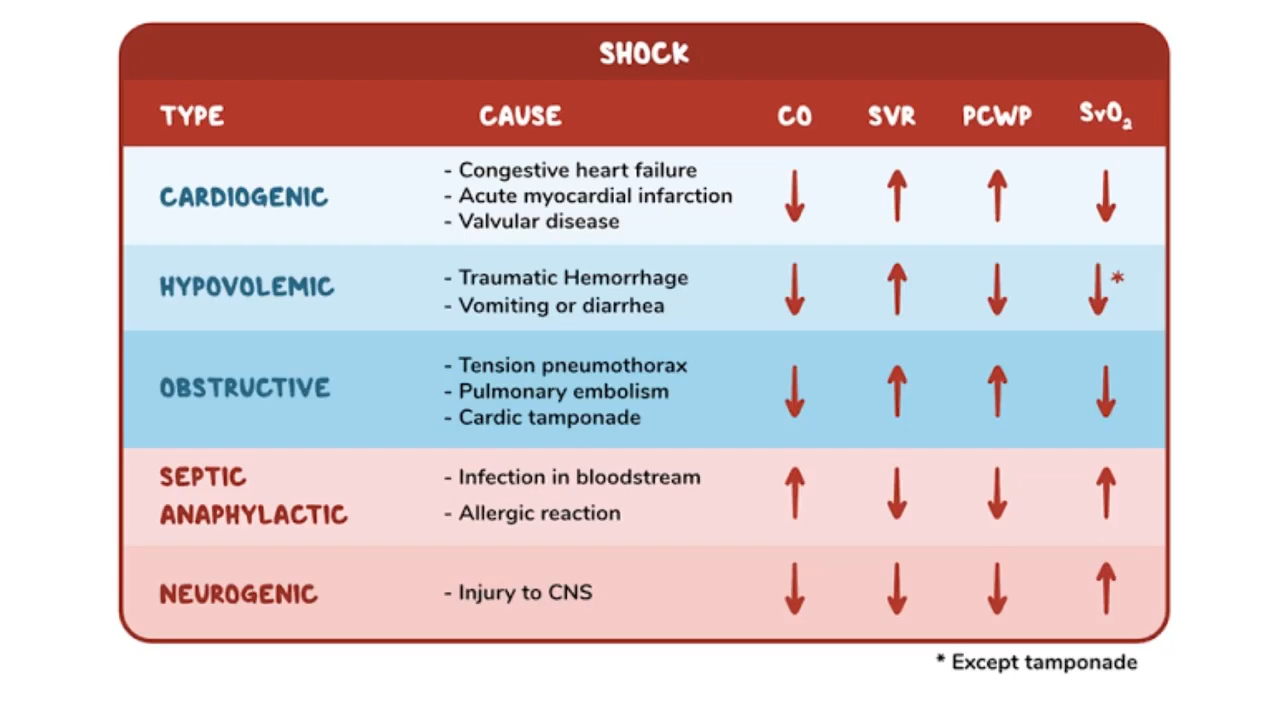 SHOCK
TYPE CAUSE CO SVR PCWP SvO₂
CARDIOGENIC
- Congestive heart failure
- Acute myocardial infarction
- Valvular disease
↓ ↑ ↑ ↓
HYPOVOLEMIC
- Traumatic Hemorrhage
- Vomiting or diarrhea
↓ ↑ ↓ ↓*
OBSTRUCTIVE
- Tension pneumothorax
- Pulmonary embolism
- Cardic tamponade
↓ ↑ ↑ ↓
SEPTIC - Infection in bloodstream
ANAPHYLACTIC - Allergic reaction
↑ ↓ ↓ ↑
NEUROGENIC - Injury to CNS ↓ ↓ ↓ ↑
* Except tamponade